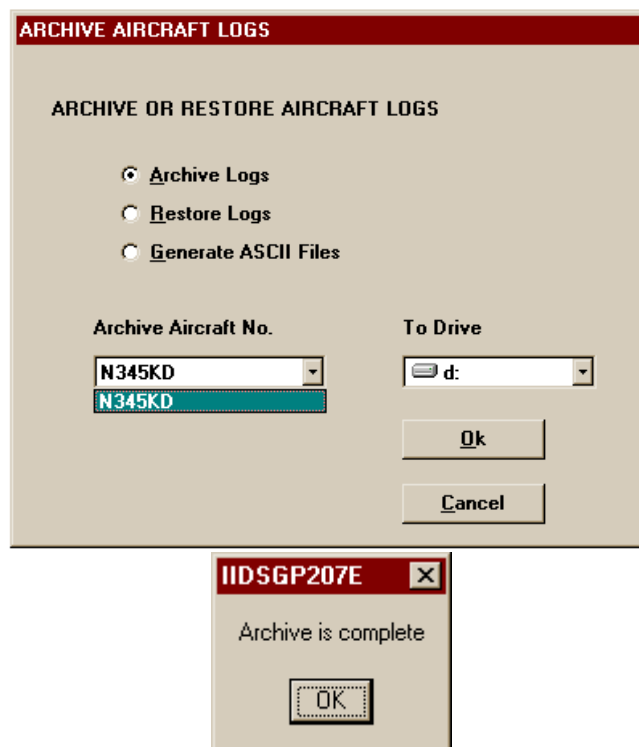 ARCHIVE AIRCRAFT LOGS
ARCHIVE OR RESTORE AIRCRAFT LOGS
Archive Logs
Restore Logs
Generate ASCII Files
Archive Aircraft No.
To Drive
N345KD
d:
N345KD
Ok
Cancel
IIDSGP207E
Archive is complete
OK